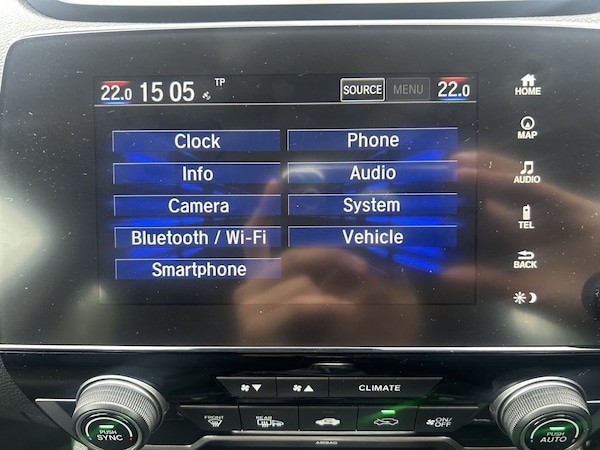 22.0 15 05 TP SOURCE MENU 22.0
Clock Phone
Info Audio
Camera System
Bluetooth / Wi-Fi Vehicle
Smartphone
HOME
MAP
AUDIO
TEL
BACK
CLIMATE
FRONT REAR ON/OFF
PUSH SYNC
PUSH AUTO
AIRBAG